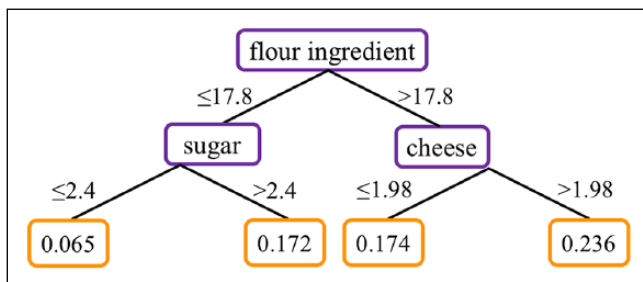 flour ingredient
≤17.8 >17.8
sugar cheese
≤2.4 >2.4 ≤1.98 >1.98
0.065 0.172 0.174 0.236